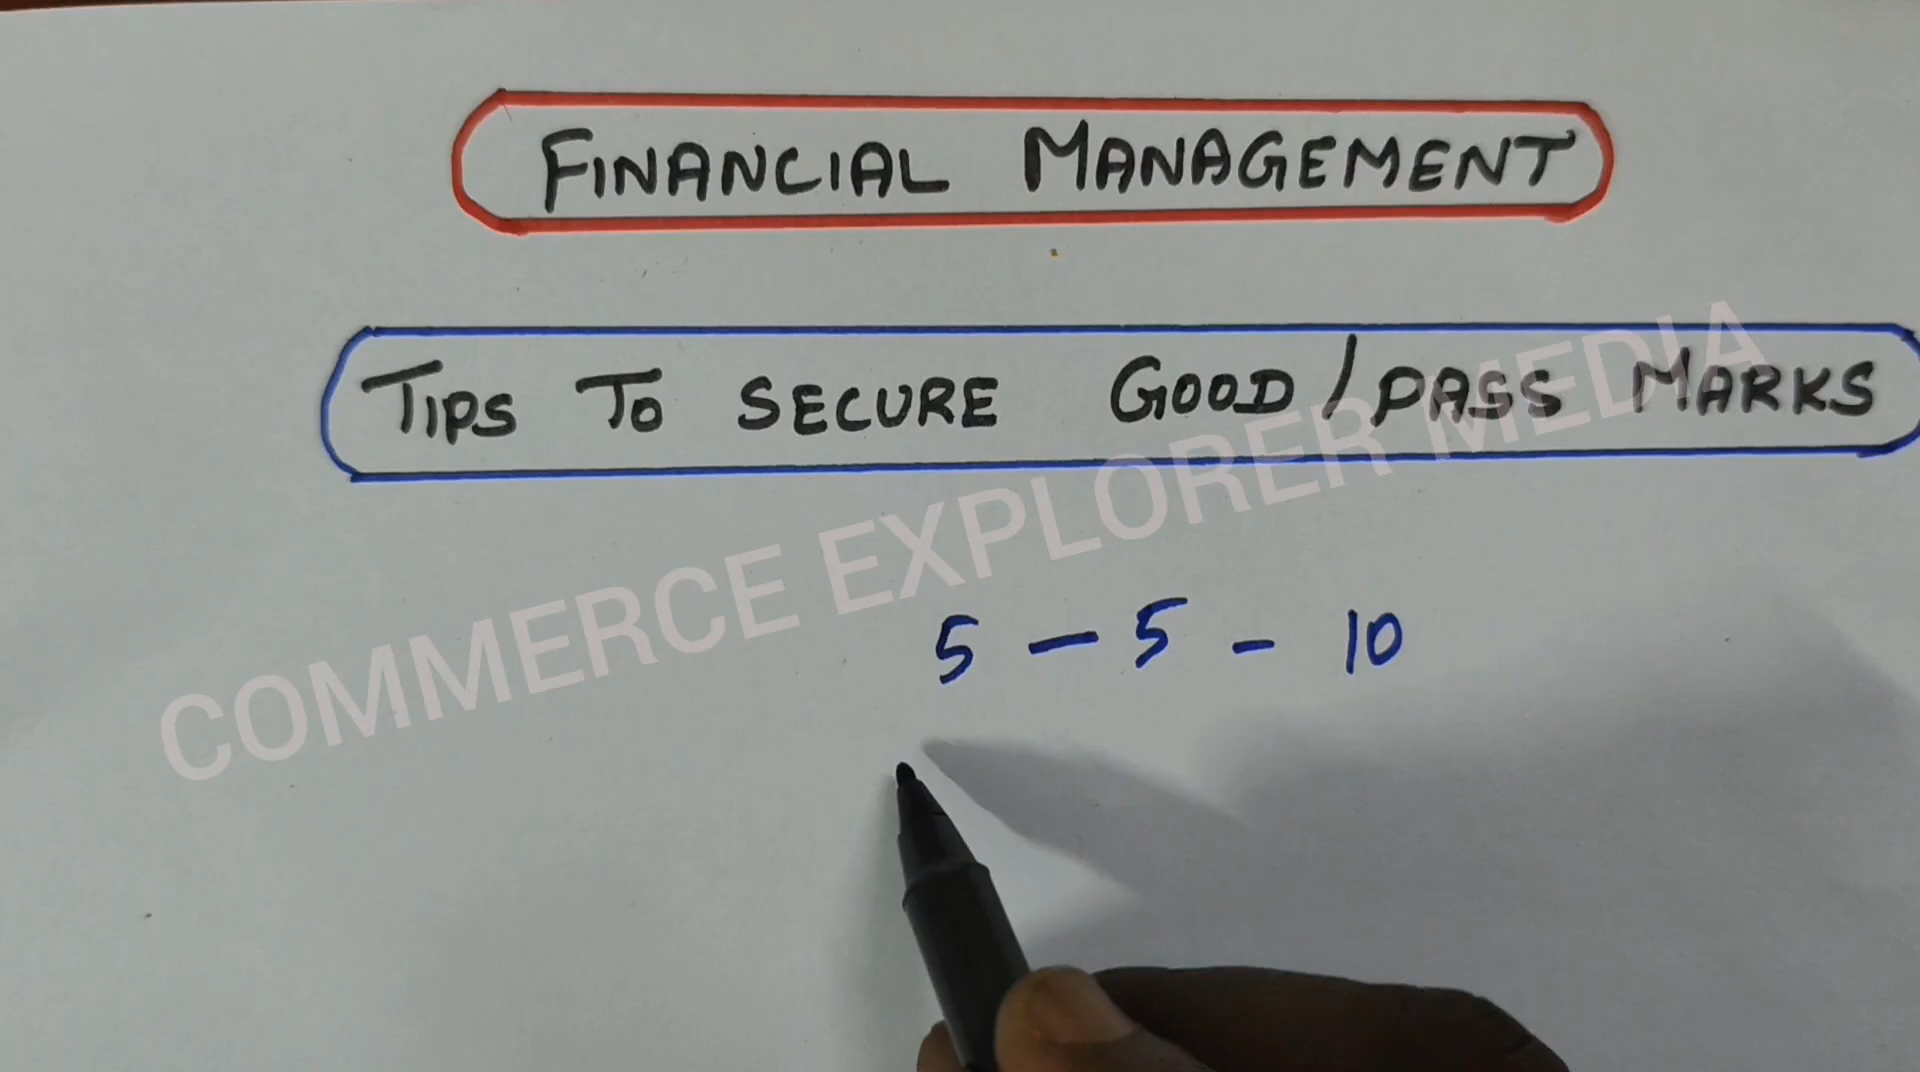 FINANCIAL MANAGEMENT
TIPS TO SECURE GOOD/PASS MARKS
COMMERCE EXPLORER MEDIA
5 - 5 - 10